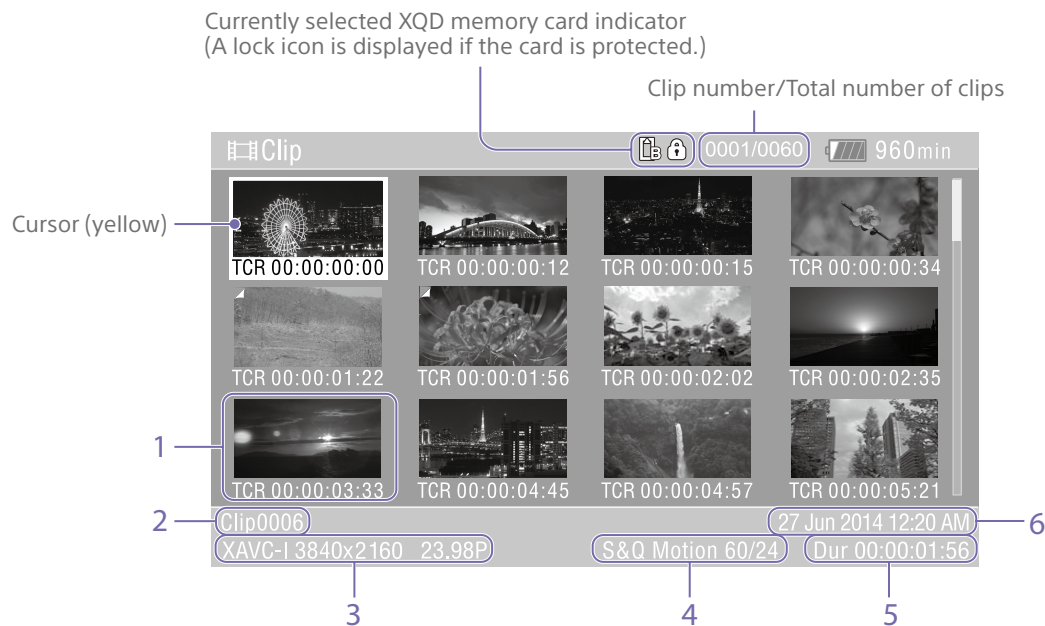 Currently selected XQD memory card indicator
(A lock icon is displayed if the card is protected.)
Clip number/Total number of clips
Clip
B
0001/0060
960min
Cursor (yellow)
TCR 00:00:00:00
TCR 00:00:00:12
TCR 00:00:00:15
TCR 00:00:00:34
TCR 00:00:01:22
TCR 00:00:01:56
TCR 00:00:02:02
TCR 00:00:02:35
1
TCR 00:00:03:33
TCR 00:00:04:45
TCR 00:00:04:57
TCR 00:00:05:21
2
Clip0006
27 Jun 2014 12:20 AM
6
XAVC-I 3840x2160 23.98P
S&Q Motion 60/24
Dur 00:00:01:56
3
4
5